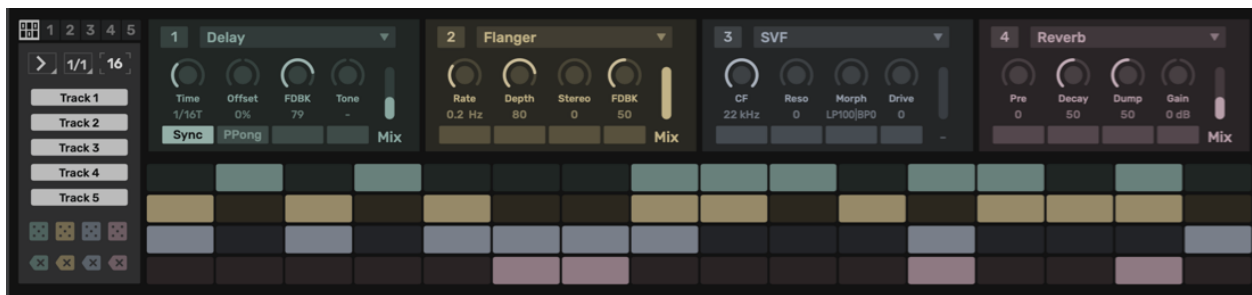 1 2 3 4 5
1/1 16
Track 1
Track 2
Track 3
Track 4
Track 5
1 Delay
Time Offset FDBK Tone
1/16T 0% 79 -
Sync PPong Mix
2 Flanger
Rate Depth Stereo FDBK
0.2 Hz 80 0 50
Mix
3 SVF
CF Reso Morph Drive
22 kHz 0 LP100|BP0 0
-
4 Reverb
Pre Decay Dump Gain
0 50 50 0 dB
Mix